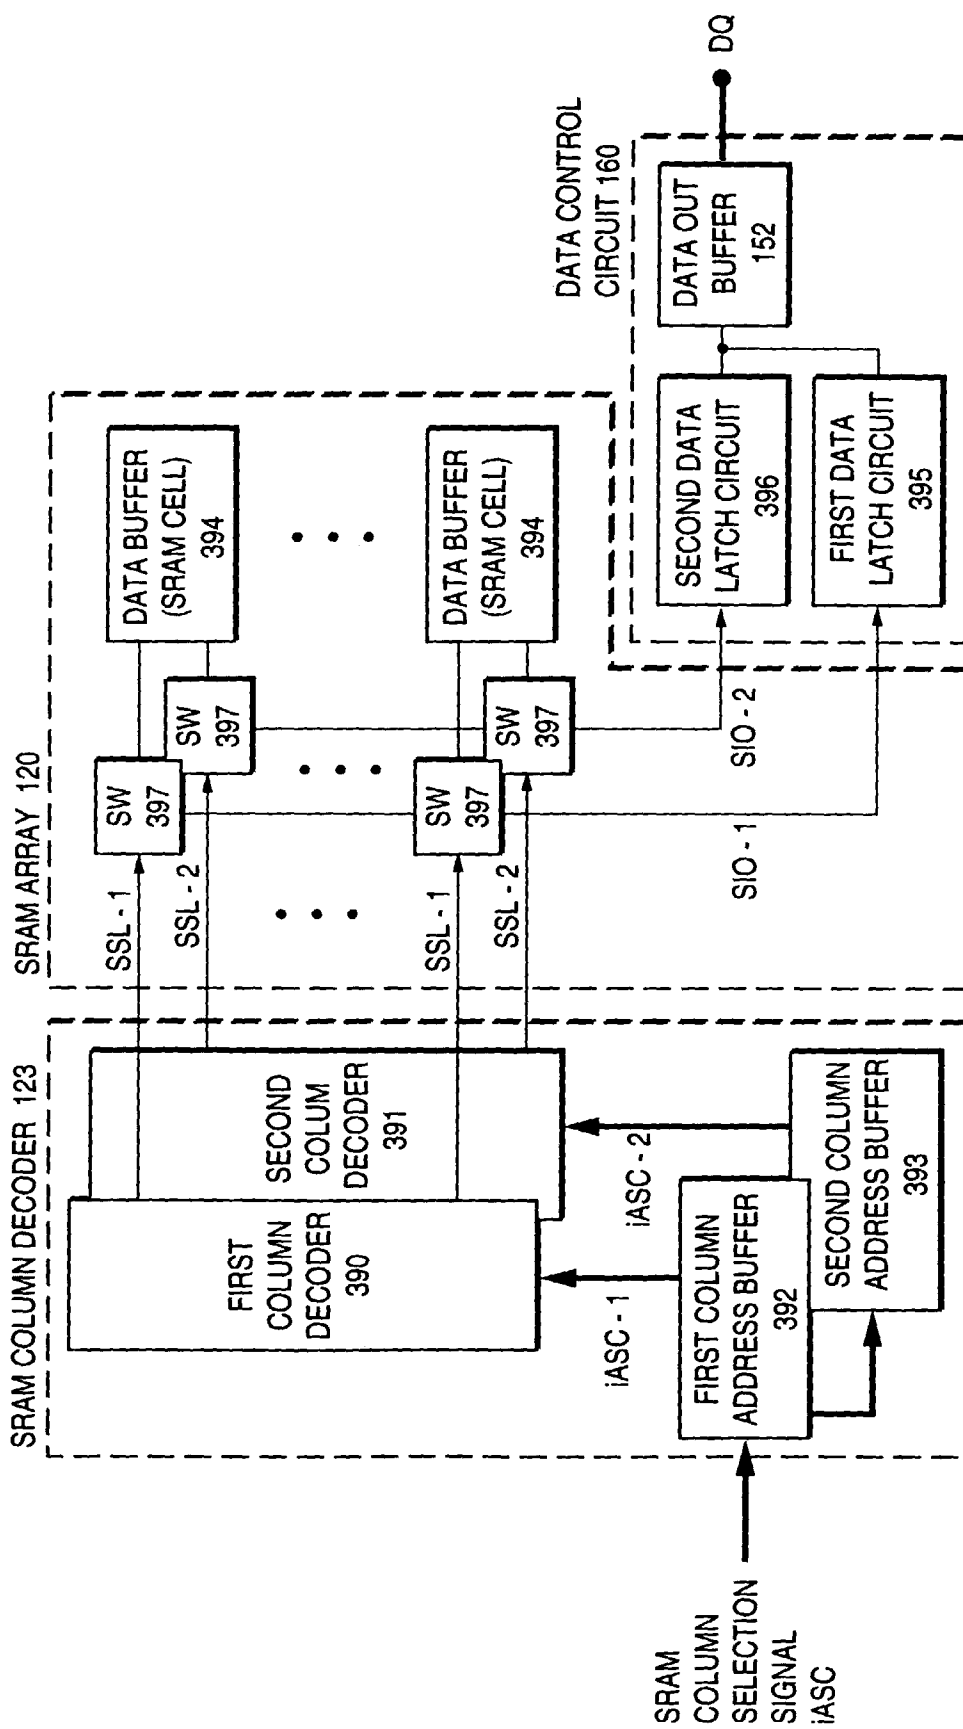 SRAM COLUMN DECODER 123
FIRST
COLUMN
DECODER
390
SECOND
COLUM
DECODER
391
iASC - 1
iASC - 2
FIRST COLUMN
ADDRESS BUFFER
392
SECOND COLUMN
ADDRESS BUFFER
393
SRAM
COLUMN
SELECTION
SIGNAL
iASC
SRAM ARRAY 120
SSL - 1
SSL - 2
SW
397
SW
397
DATA BUFFER
(SRAM CELL)
394
SSL - 1
SSL - 2
SW
397
SW
397
DATA BUFFER
(SRAM CELL)
394
SIO - 1
SIO - 2
DATA CONTROL
CIRCUIT 160
SECOND DATA
LATCH CIRCUIT
396
FIRST DATA
LATCH CIRCUIT
395
DATA OUT
BUFFER
152
DQ